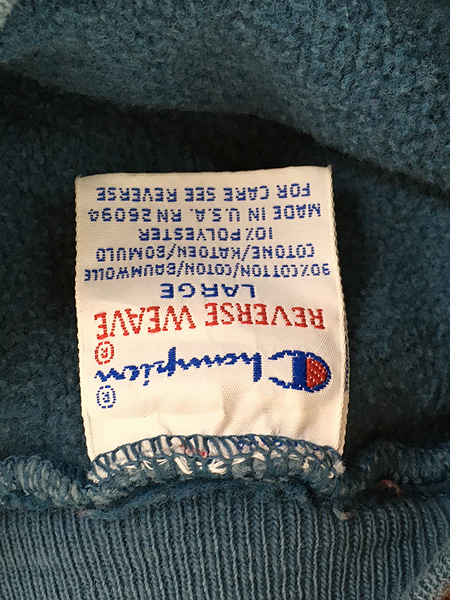 Champion®
REVERSE WEAVE®
LARGE
90%COTTON/COTON/BAUMWOLLE
COTONE/KATOEN/BOMULD
10% POLYESTER
MADE IN U.S.A. RN 26094
FOR CARE SEE REVERSE